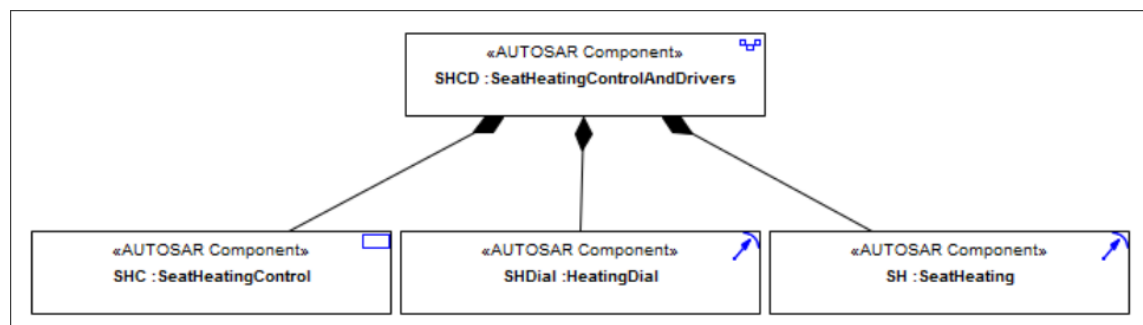 «AUTOSAR Component»
SHCD :SeatHeatingControlAndDrivers
«AUTOSAR Component»
SHC :SeatHeatingControl
«AUTOSAR Component»
SHDial :HeatingDial
«AUTOSAR Component»
SH :SeatHeating